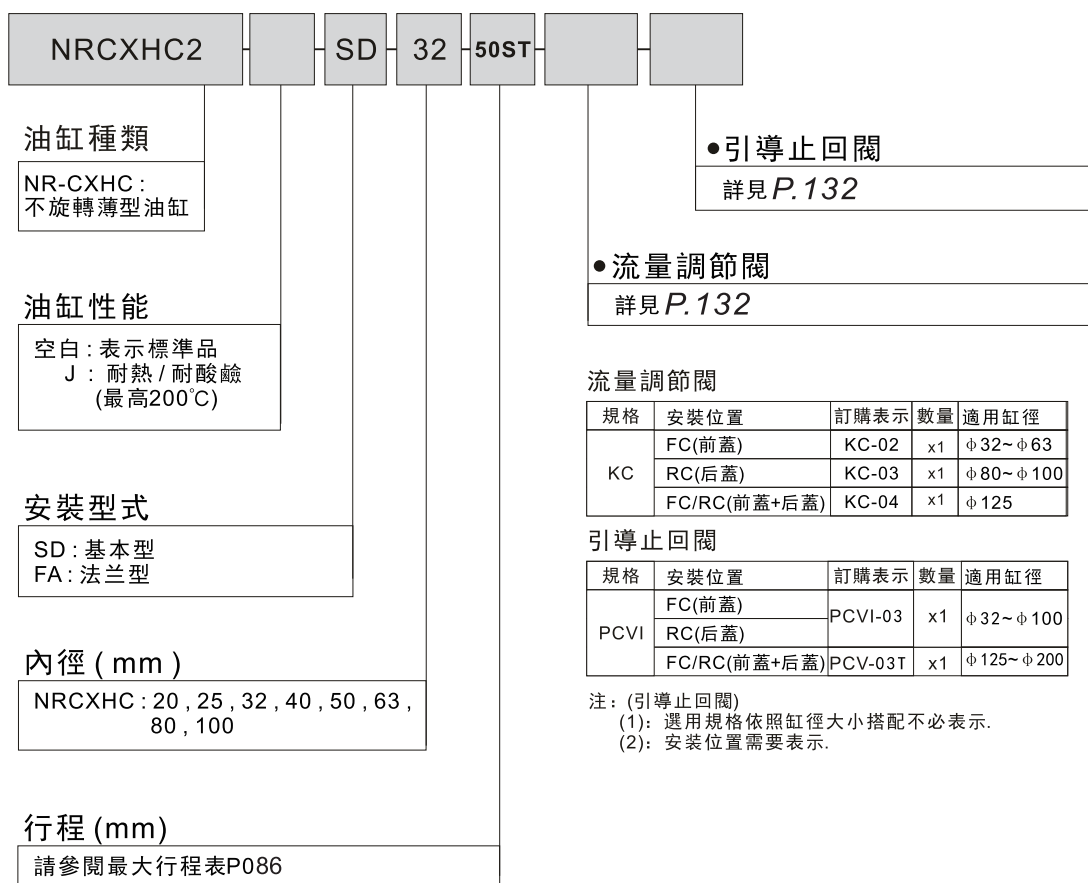 NRCXHC2 - - SD - 32 - 50ST - -
油缸種類
NR-CXHC :
不旋轉薄型油缸
油缸性能
空白 : 表示標準品
J : 耐熱 / 耐酸鹼
(最高200℃)
安裝型式
SD : 基本型
FA : 法兰型
內徑 ( mm )
NRCXHC : 20 , 25 , 32 , 40 , 50 , 63 ,
80 , 100
行程 (mm)
請參閱最大行程表P086
•引導止回閥
詳見P.132
•流量調節閥
詳見P.132
流量調節閥
規格 安裝位置 訂購表示 數量 適用缸徑
KC FC(前蓋) KC-02 x1 φ32~φ63
RC(后蓋) KC-03 x1 φ80~φ100
FC/RC(前蓋+后蓋) KC-04 x1 φ125
引導止回閥
規格 安裝位置 訂購表示 數量 適用缸徑
PCVI FC(前蓋) PCVI-03 x1 φ32~φ100
RC(后蓋)
FC/RC(前蓋+后蓋) PCV-03T x1 φ125~φ200
注：(引導止回閥)
(1)：選用規格依照缸徑大小搭配不必表示.
(2)：安装位置需要表示.